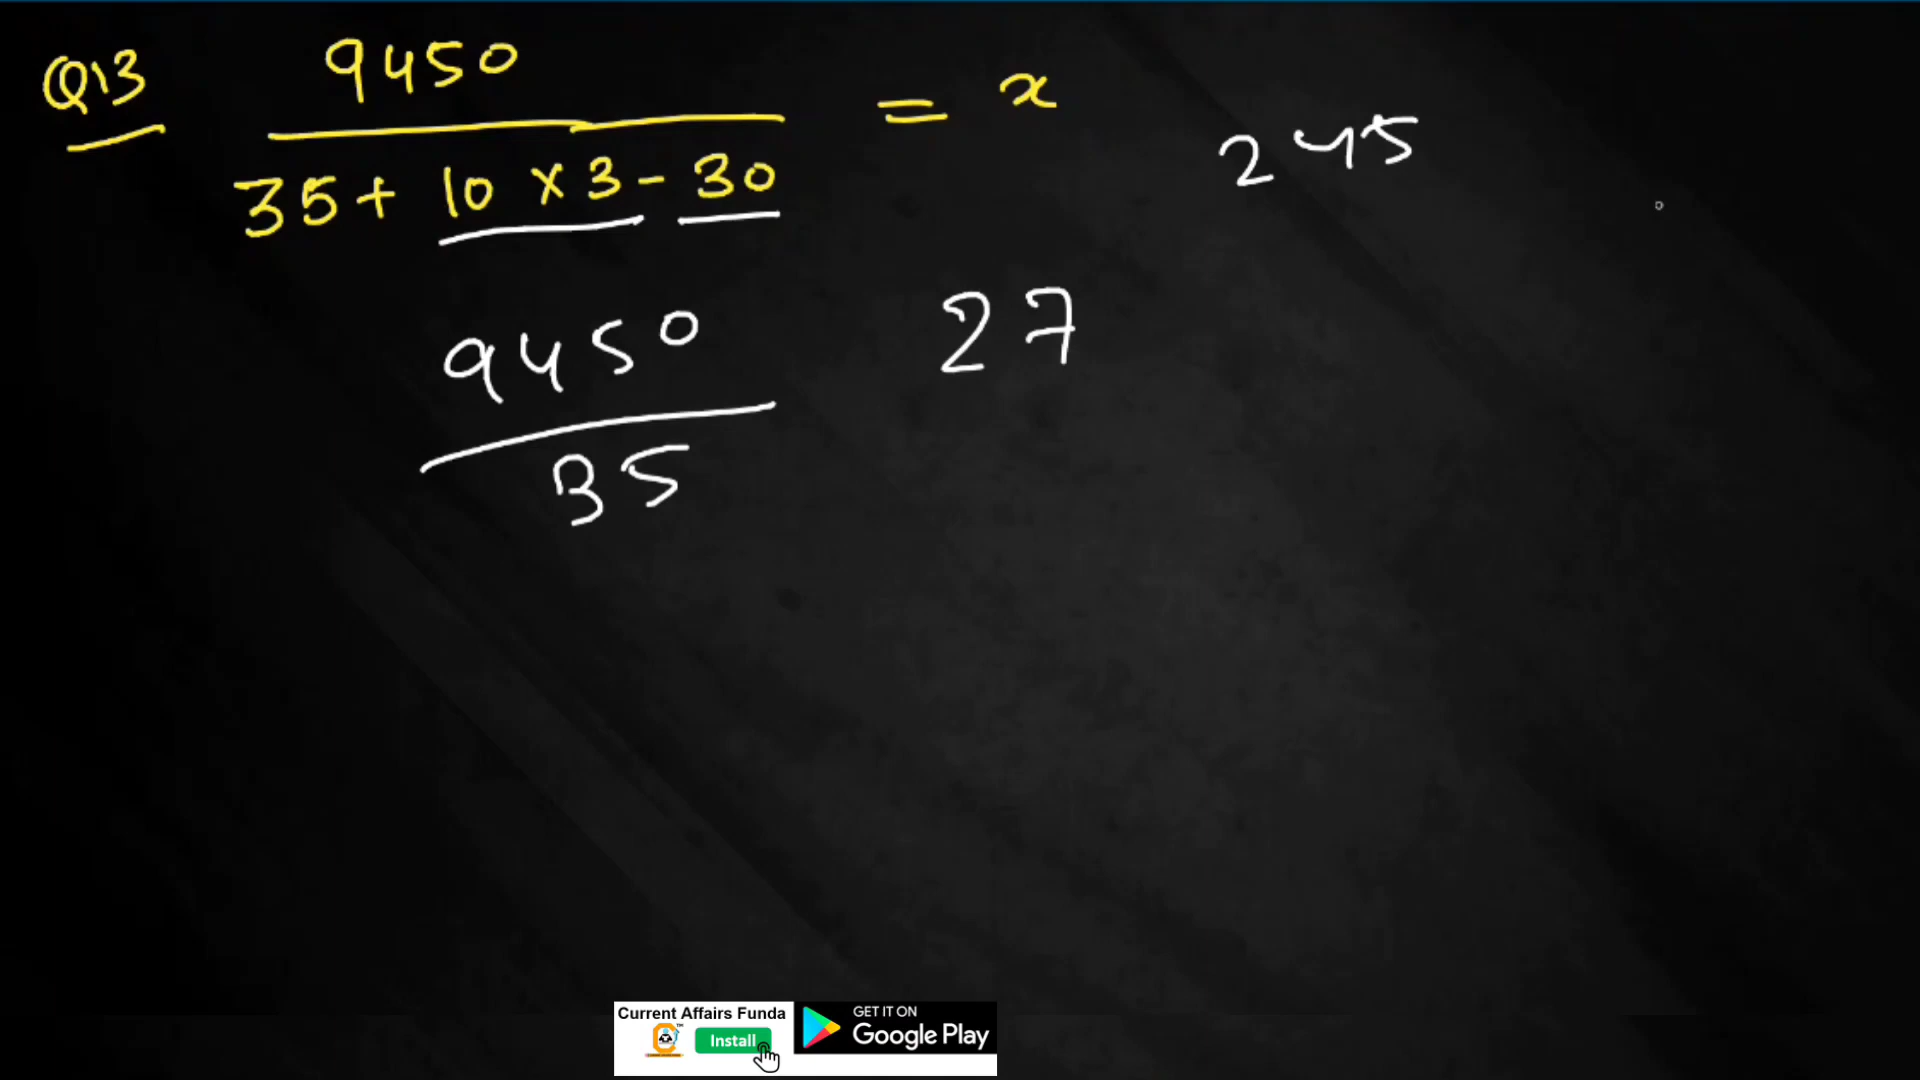 Q13
9450
= x
35 + 10 × 3 - 30
245
9450
27
35
Current Affairs Funda
Install
GET IT ON
Google Play